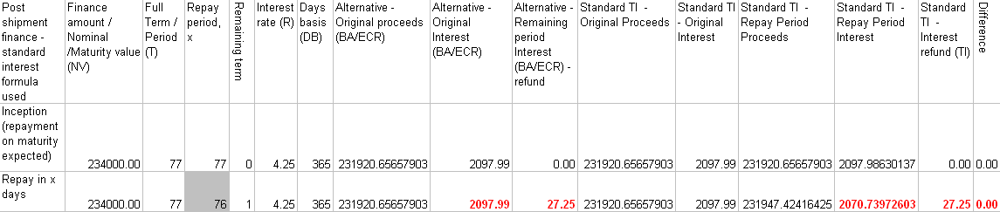 Post shipment finance - standard interest formula used	Finance amount / Nominal /Maturity value (NV)	Full Term / Period (T)	Repay period, x	Remaining term	Interest rate (R)	Days basis (DB)	Alternative - Original proceeds (BA/ECR)	Alternative - Original Interest (BA/ECR)	Alternative - Remaining period Interest (BA/ECR) - refund	Standard TI - Original Proceeds	Standard TI - Original Interest	Standard TI - Repay Period Proceeds	Standard TI - Repay Period Interest	Standard TI - Interest refund (TI)	Difference
Inception (repayment on maturity expected)	234000.00	77	77	0	4.25	365	231920.65657903	2097.99	0.00	231920.65657903	2097.99	231920.65657903	2097.98630137	0.00	0.00
Repay in x days	234000.00	77	76	1	4.25	365	231920.65657903	2097.99	27.25	231920.65657903	2097.99	231947.42416425	2070.73972603	27.25	0.00